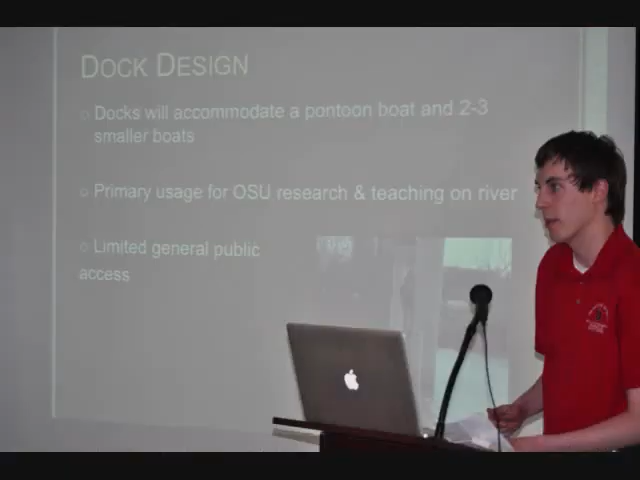 DOCK DESIGN
Docks will accommodate a pontoon boat and 2-3
smaller boats
Primary usage for OSU research & teaching on river
Limited general public
access